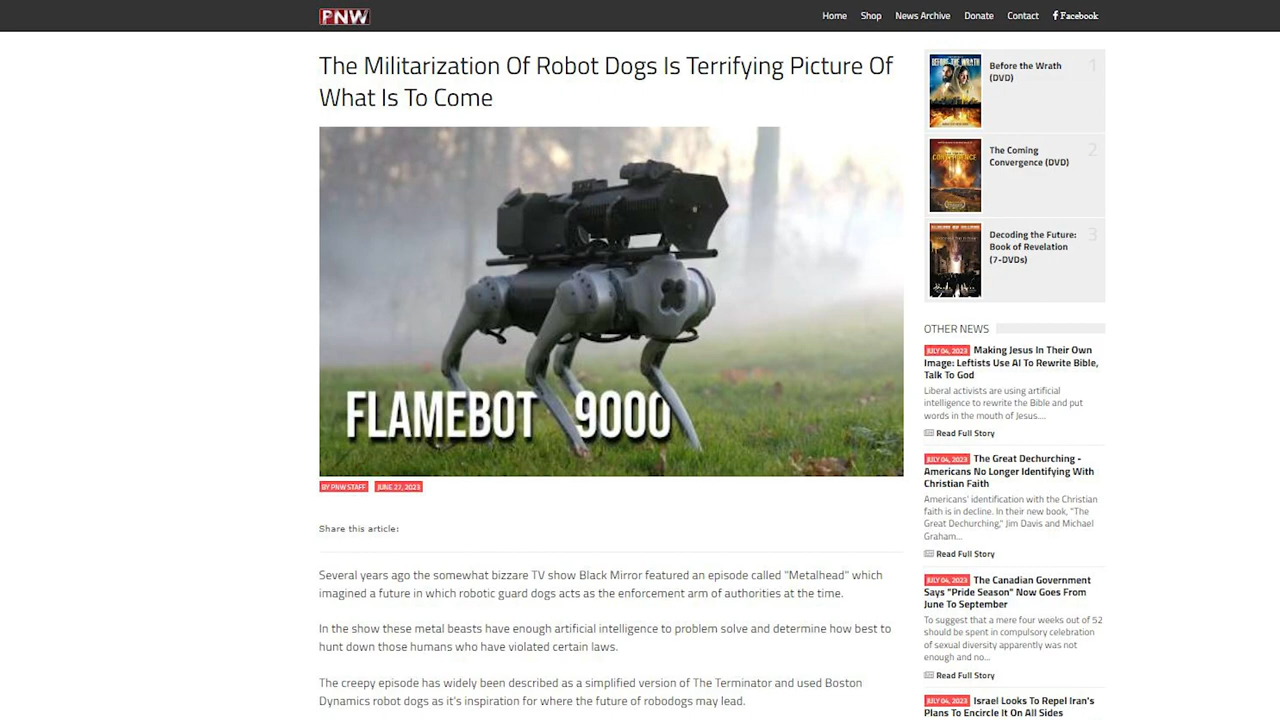 PNW
Home Shop News Archive Donate Contact Facebook
The Militarization Of Robot Dogs Is Terrifying Picture Of
What Is To Come
FLAMEBOT 9000
BY PNW STAFF JUNE 27, 2023
Share this article:
Several years ago the somewhat bizzare TV show Black Mirror featured an episode called "Metalhead" which
imagined a future in which robotic guard dogs acts as the enforcement arm of authorities at the time.
In the show these metal beasts have enough artificial intelligence to problem solve and determine how best to
hunt down those humans who have violated certain laws.
The creepy episode has widely been described as a simplified version of The Terminator and used Boston
Dynamics robot dogs as it's inspiration for where the future of robodogs may lead.
BEFORE THE WRATH
Before the Wrath
(DVD)
1
CONVERGENCE
The Coming
Convergence (DVD)
2
Decoding the Future:
Book of Revelation
(7-DVDs)
3
OTHER NEWS
JULY 04, 2023 Making Jesus In Their Own
Image: Leftists Use AI To Rewrite Bible,
Talk To God
Liberal activists are using artificial
intelligence to rewrite the Bible and put
words in the mouth of Jesus....
Read Full Story
JULY 04, 2023 The Great Dechurching -
Americans No Longer Identifying With
Christian Faith
Americans' identification with the Christian
faith is in decline. In their new book, "The
Great Dechurching," Jim Davis and Michael
Graham...
Read Full Story
JULY 04, 2023 The Canadian Government
Says "Pride Season" Now Goes From
June To September
To suggest that a mere four weeks out of 52
should be spent in compulsory celebration
of sexual diversity apparently was not
enough and no...
Read Full Story
JULY 04, 2023 Israel Looks To Repel Iran's
Plans To Encircle It On All Sides